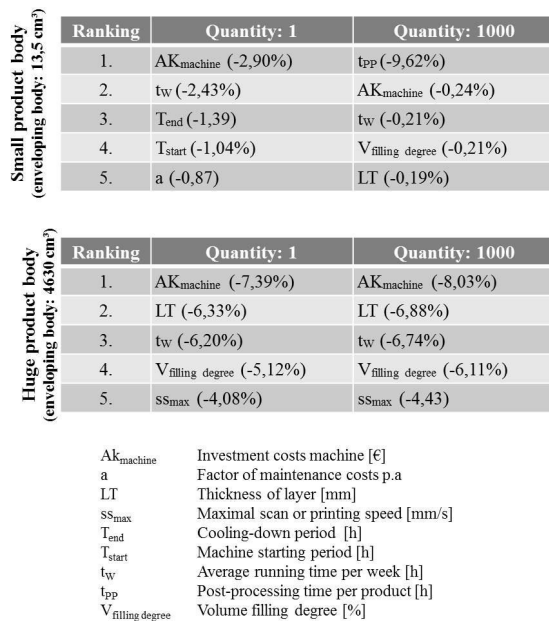 Small product body
(enveloping body: 13,5 cm³)
Ranking Quantity: 1 Quantity: 1000
1. AKmachine (-2,90%) tPP (-9,62%)
2. tW (-2,43%) AKmachine (-0,24%)
3. Tend (-1,39) tW (-0,21%)
4. Tstart (-1,04%) Vfilling degree (-0,21%)
5. a (-0,87) LT (-0,19%)
Huge product body
(enveloping body: 4630 cm³)
Ranking Quantity: 1 Quantity: 1000
1. AKmachine (-7,39%) AKmachine (-8,03%)
2. LT (-6,33%) LT (-6,88%)
3. tW (-6,20%) tW (-6,74%)
4. Vfilling degree (-5,12%) Vfilling degree (-6,11%)
5. ssmax (-4,08%) ssmax (-4,43)
Akmachine Investment costs machine [€]
a Factor of maintenance costs p.a
LT Thickness of layer [mm]
ssmax Maximal scan or printing speed [mm/s]
Tend Cooling-down period [h]
Tstart Machine starting period [h]
tW Average running time per week [h]
tPP Post-processing time per product [h]
Vfilling degree Volume filling degree [%]